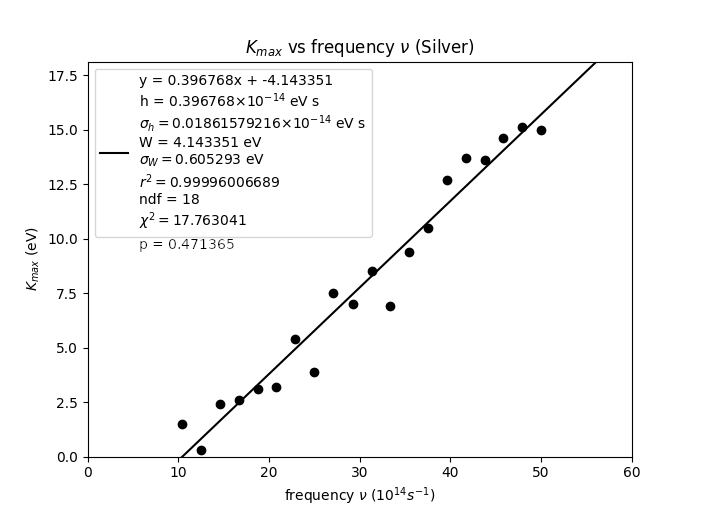 K_max vs frequency ν (Silver)
y = 0.396768x + -4.143351
h = 0.396768×10^−14 eV s
σ_h = 0.01861579216×10^−14 eV s
W = 4.143351 eV
σ_W = 0.605293 eV
r^2 = 0.99996006689
ndf = 18
χ^2 = 17.763041
p = 0.471365
K_max (eV)
17.5
15.0
12.5
10.0
7.5
5.0
2.5
0.0
0 10 20 30 40 50 60
frequency ν (10^14 s^−1)